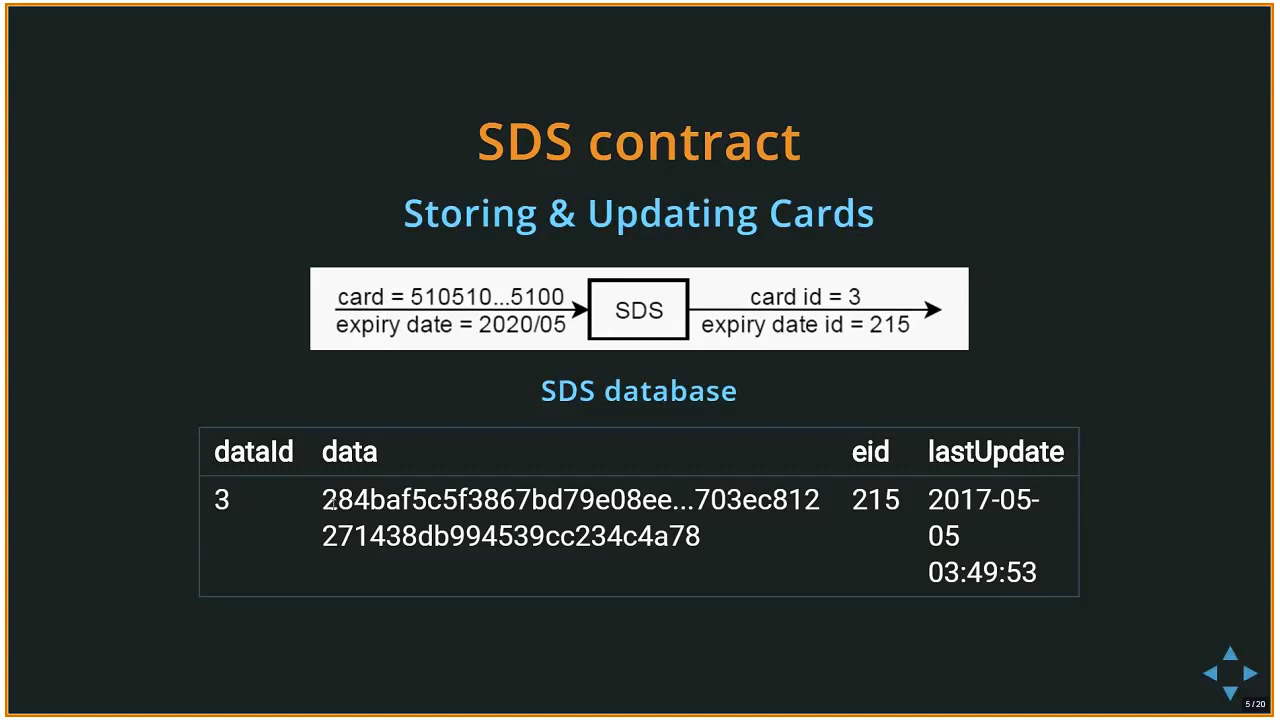 SDS contract
Storing & Updating Cards
card = 510510...5100
expiry date = 2020/05
SDS
card id = 3
expiry date id = 215
SDS database
dataId data eid lastUpdate
3 284baf5c5f3867bd79e08ee...703ec812 215 2017-05-
271438db994539cc234c4a78 05
03:49:53
5 / 20